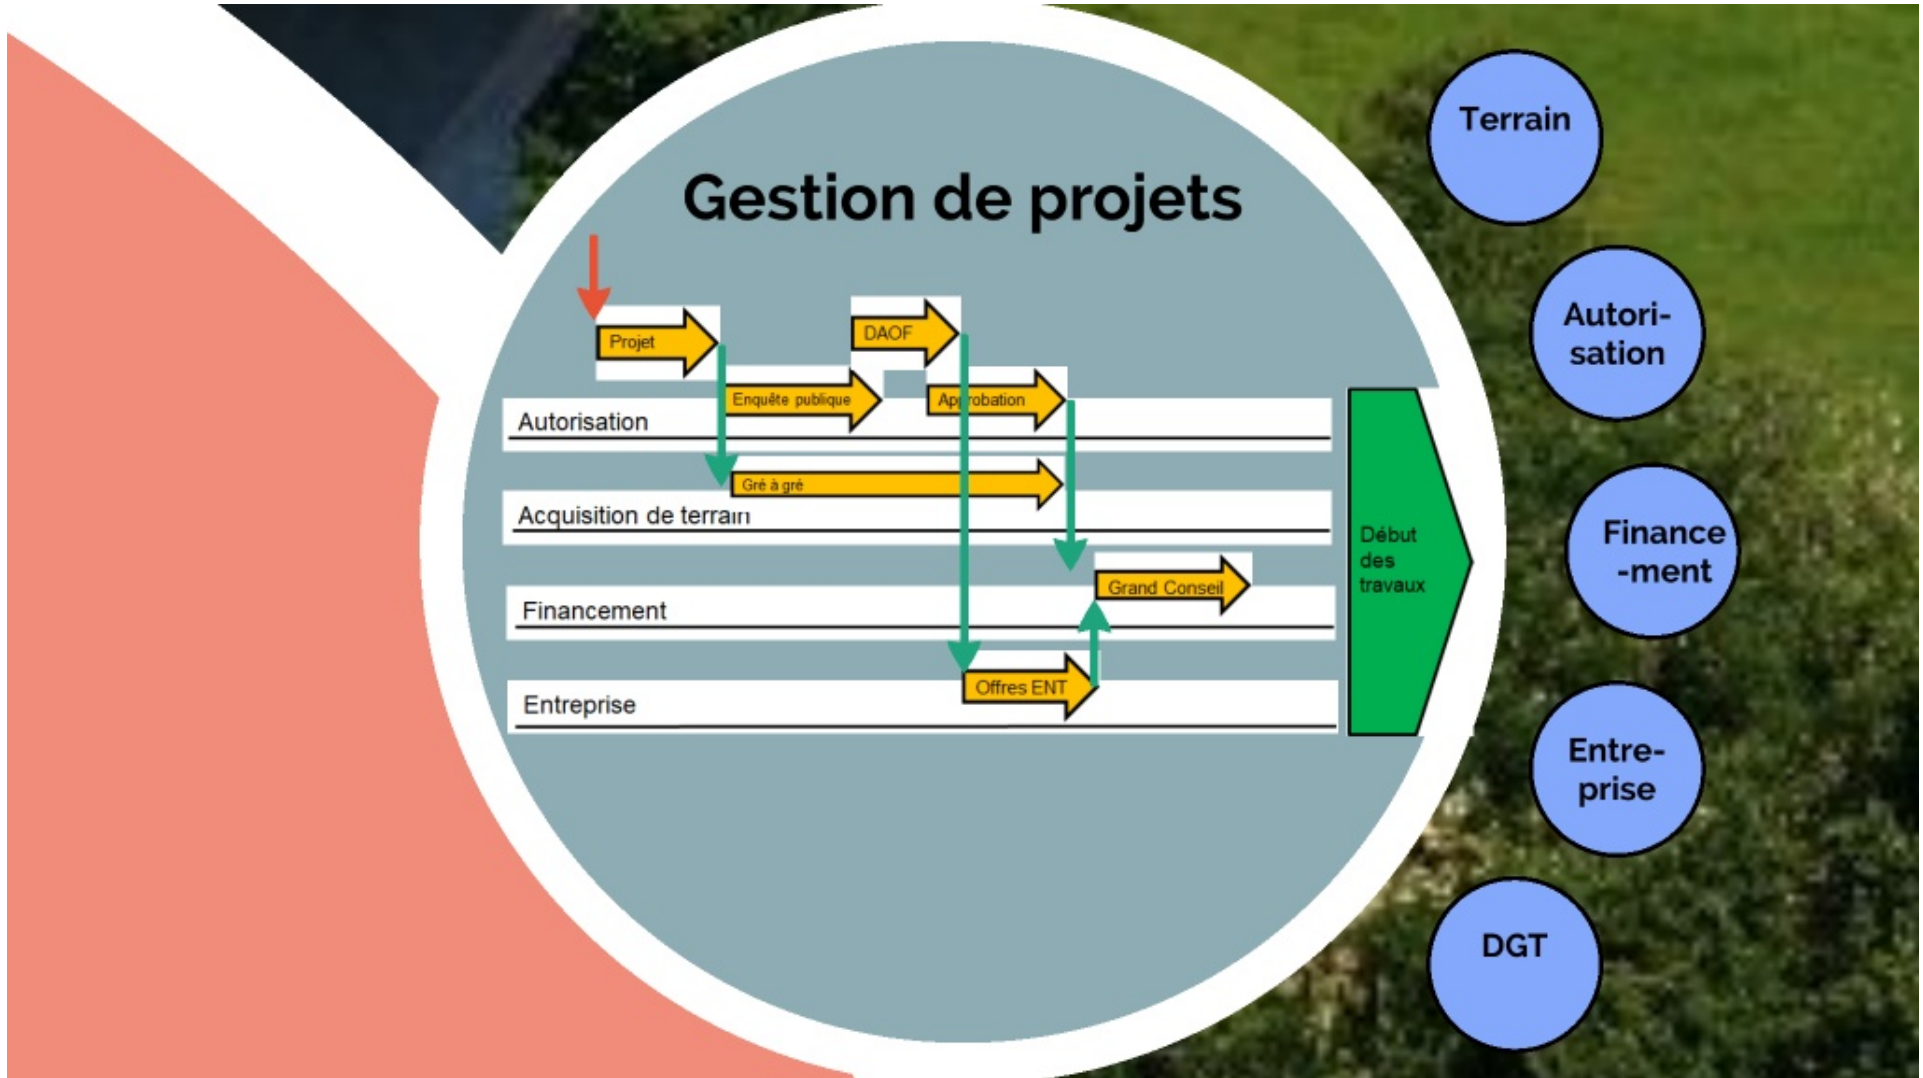 Gestion de projets
Projet
DAOF
Enquête publique
Approbation
Autorisation
Gré à gré
Acquisition de terrain
Grand Conseil
Financement
Offres ENT
Entreprise
Début
des
travaux
Terrain
Autori-
sation
Finance
-ment
Entre-
prise
DGT